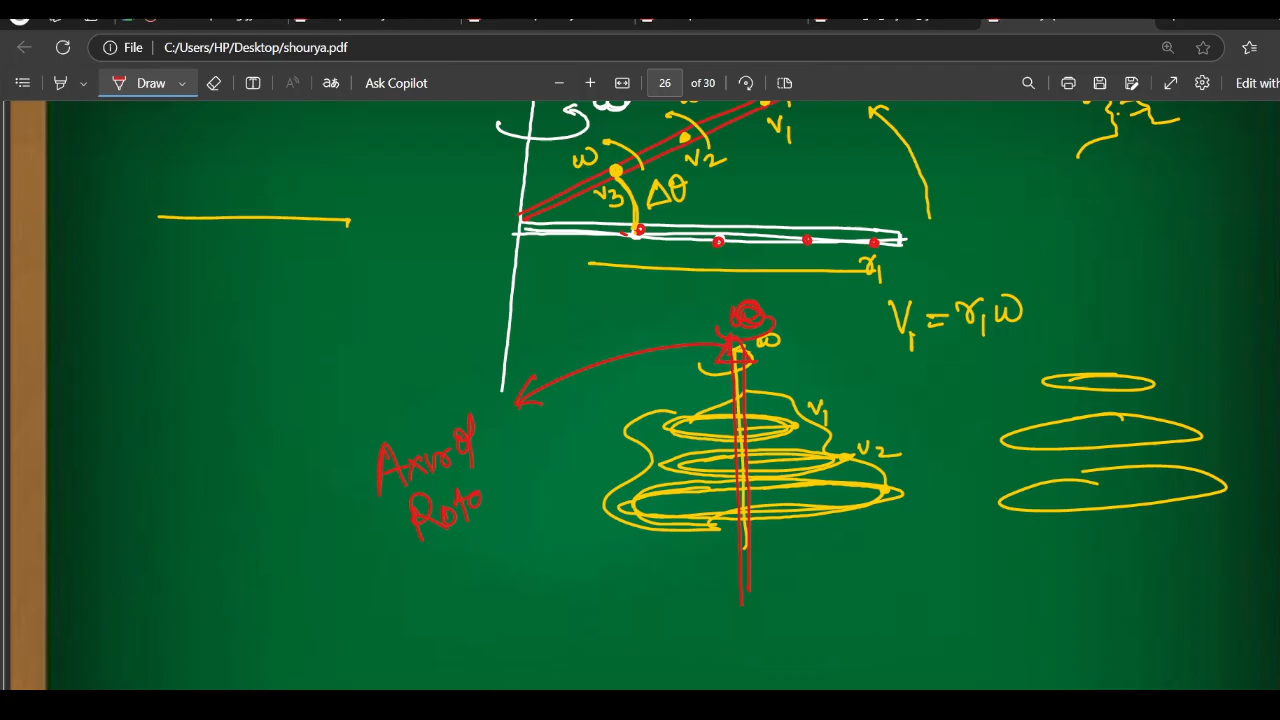 File C:/Users/HP/Desktop/shourya.pdf
Draw Ask Copilot 26 of 30 Edit with
ω V2 V1
V3 Δθ
r1
V1 = r1 ω
ω
V1
V2
Axis of
Rota